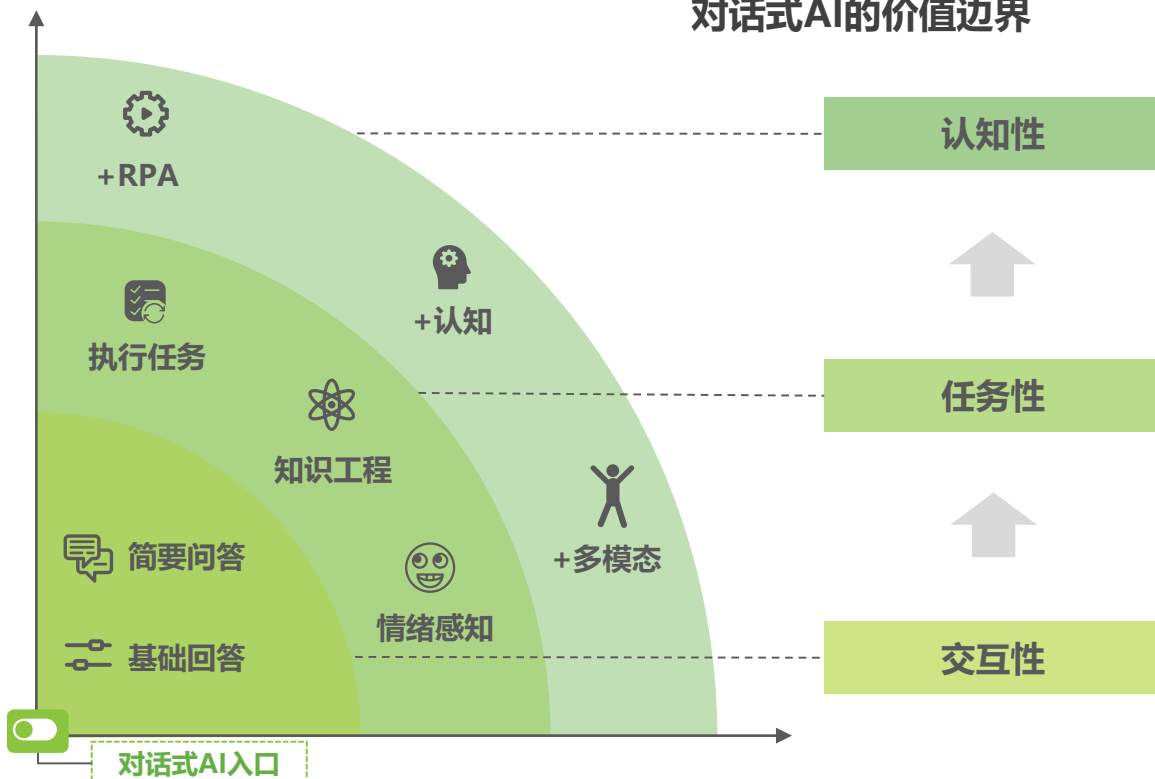 对话式AI的价值边界
+RPA
认知性
+认知
执行任务
任务性
知识工程
+多模态
简要问答
情绪感知
基础回答
交互性
对话式AI入口